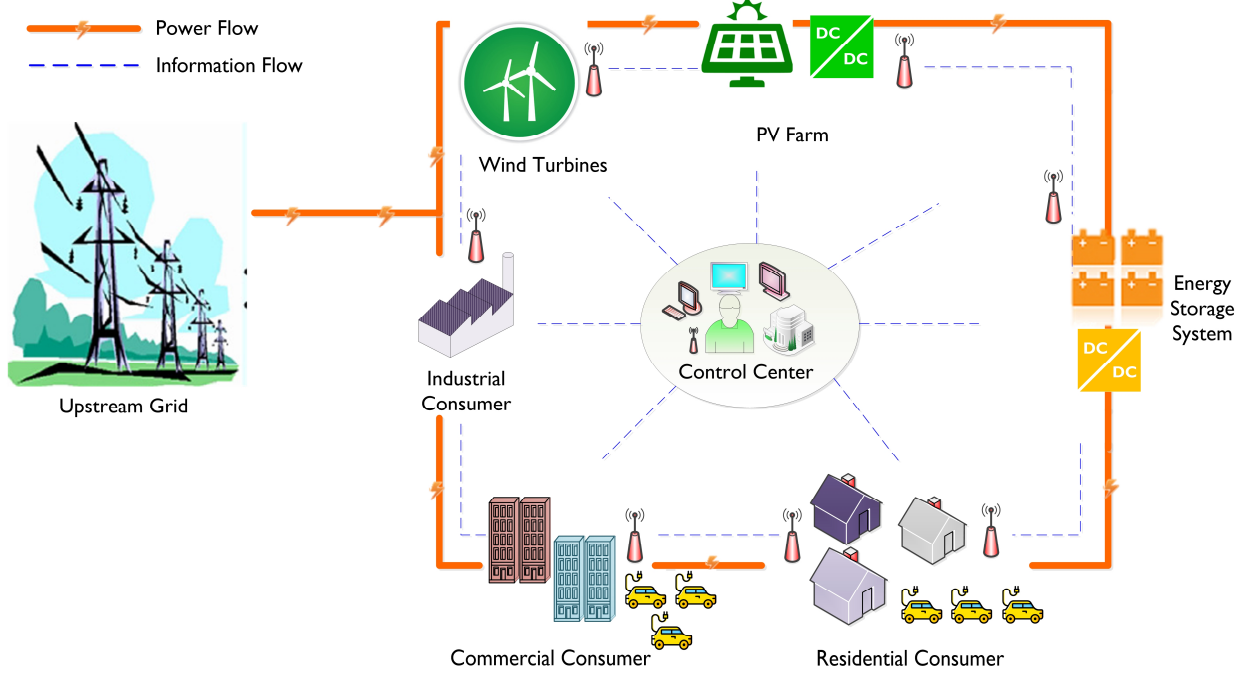 Power Flow
Information Flow
DC
DC
PV Farm
Wind Turbines
Energy
Storage
System
DC
DC
Control Center
Industrial
Consumer
Upstream Grid
Commercial Consumer
Residential Consumer